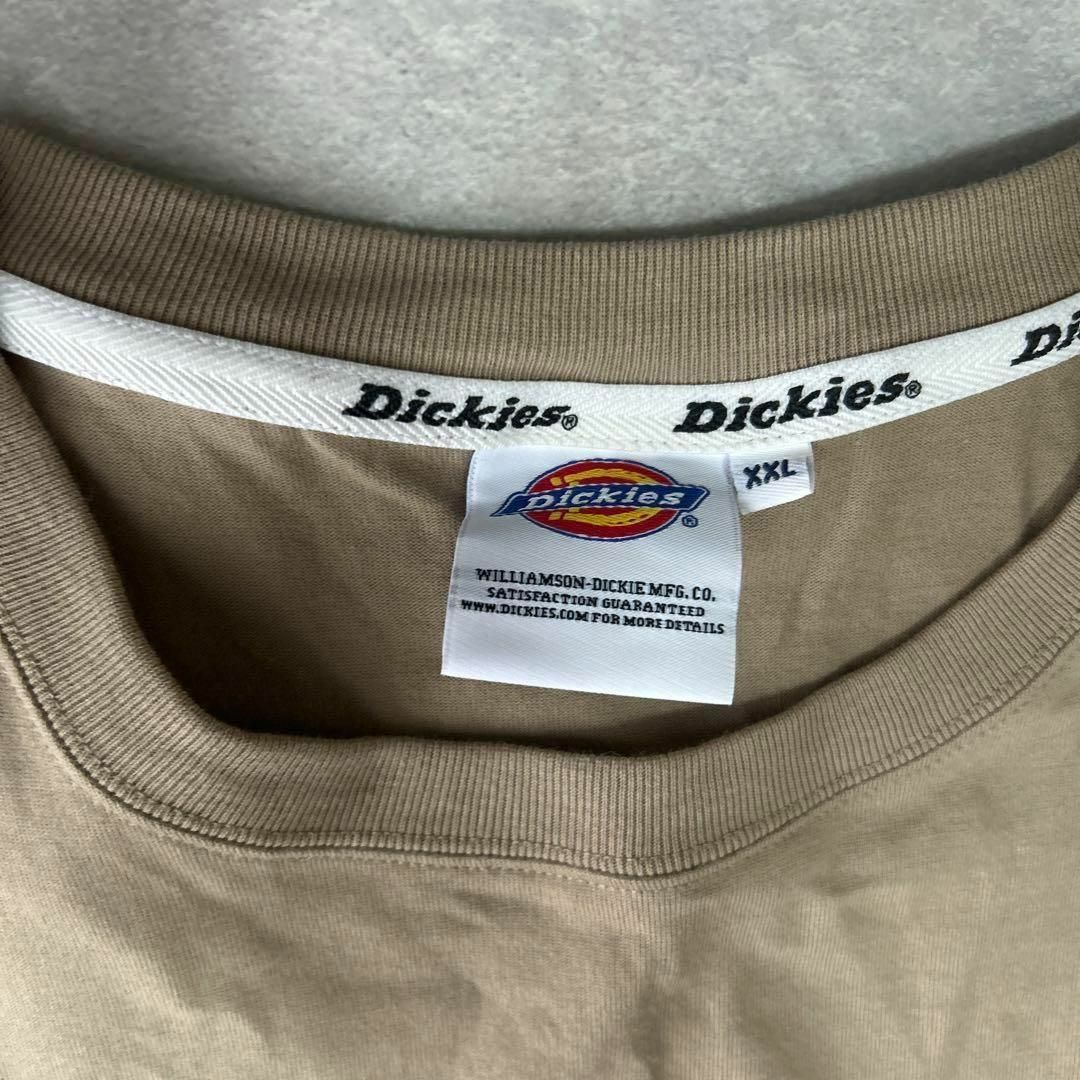 Dickies®
Dickies®
Di
Dickies®
XXL
WILLIAMSON-DICKIE MFG. CO.
SATISFACTION GUARANTEED
WWW.DICKIES.COM FOR MORE DETAILS